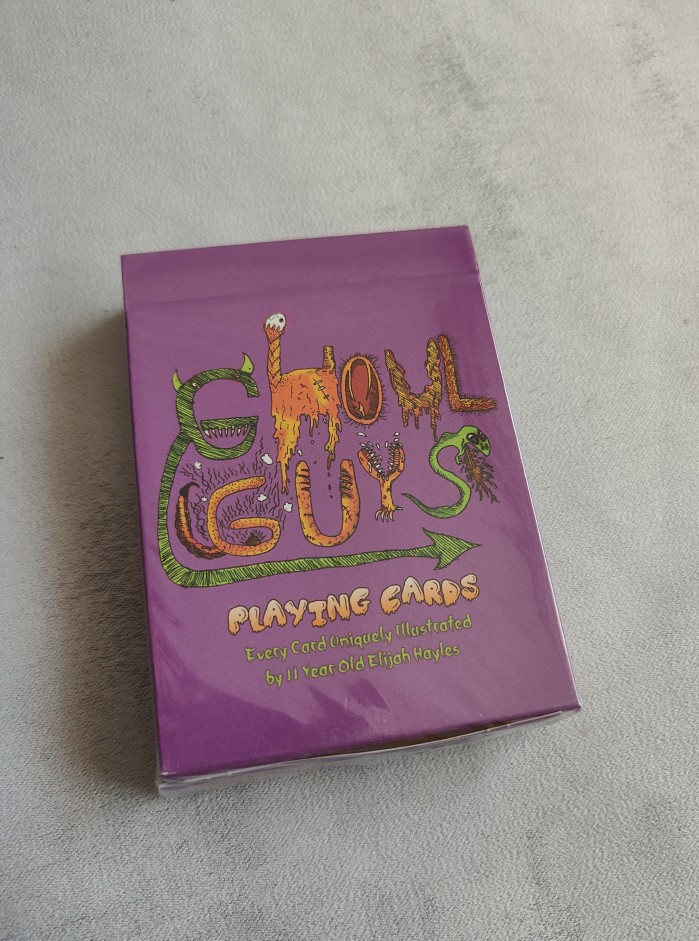 GHOUL
GUYS
PLAYING CARDS
Every Card Uniquely Illustrated
by 11 Year Old Elijah Hayles